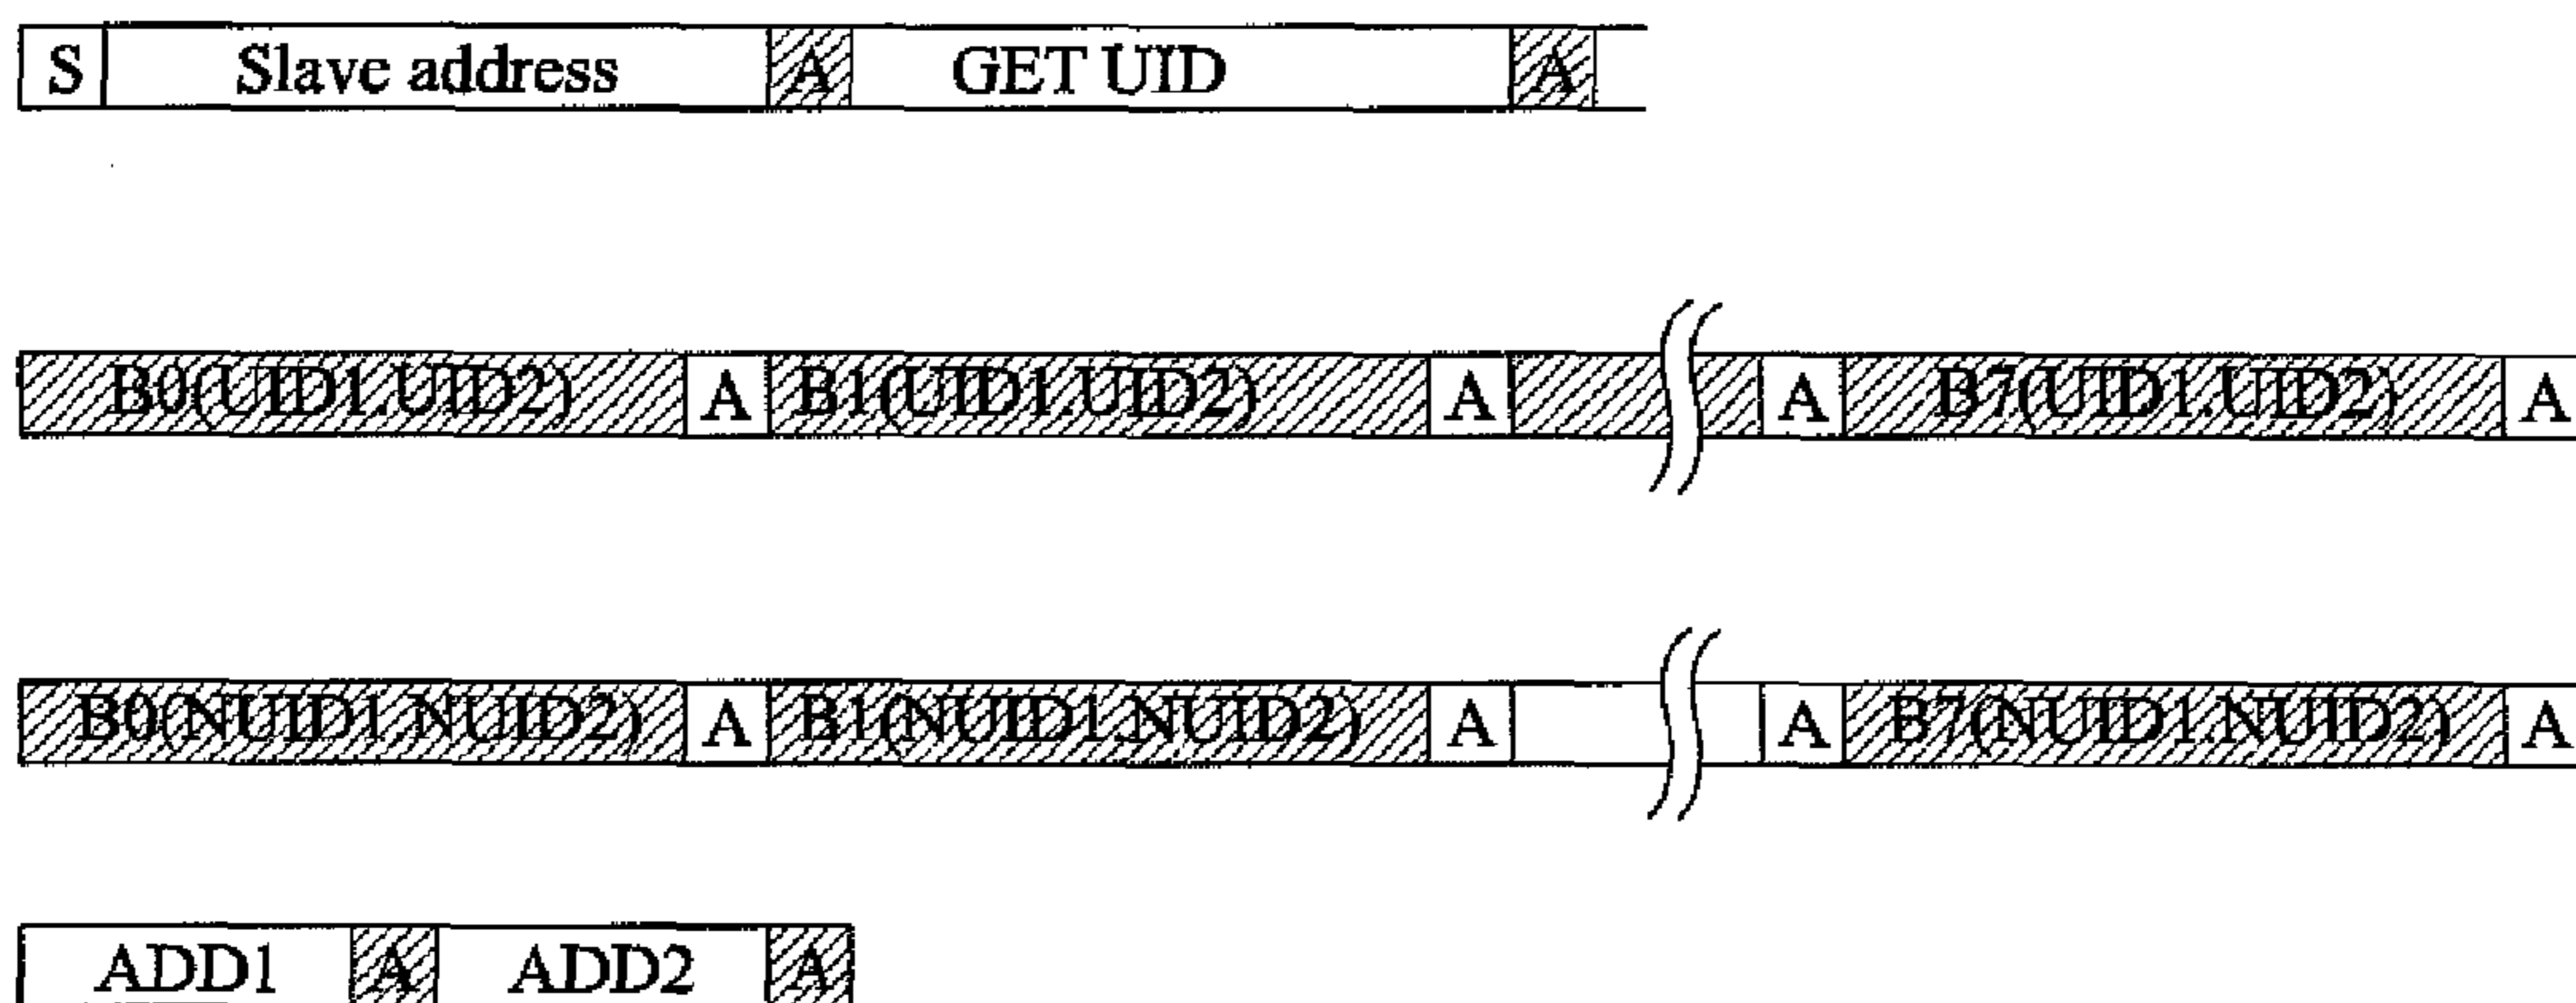 S Slave address A GET UID A
B0(UID1.UID2) A B1(UID1.UID2) A A B7(UID1.UID2) A
B0(NUID1.NUID2) A B1(NUID1.NUID2) A A B7(NUID1.NUID2) A
ADD1 A ADD2 A